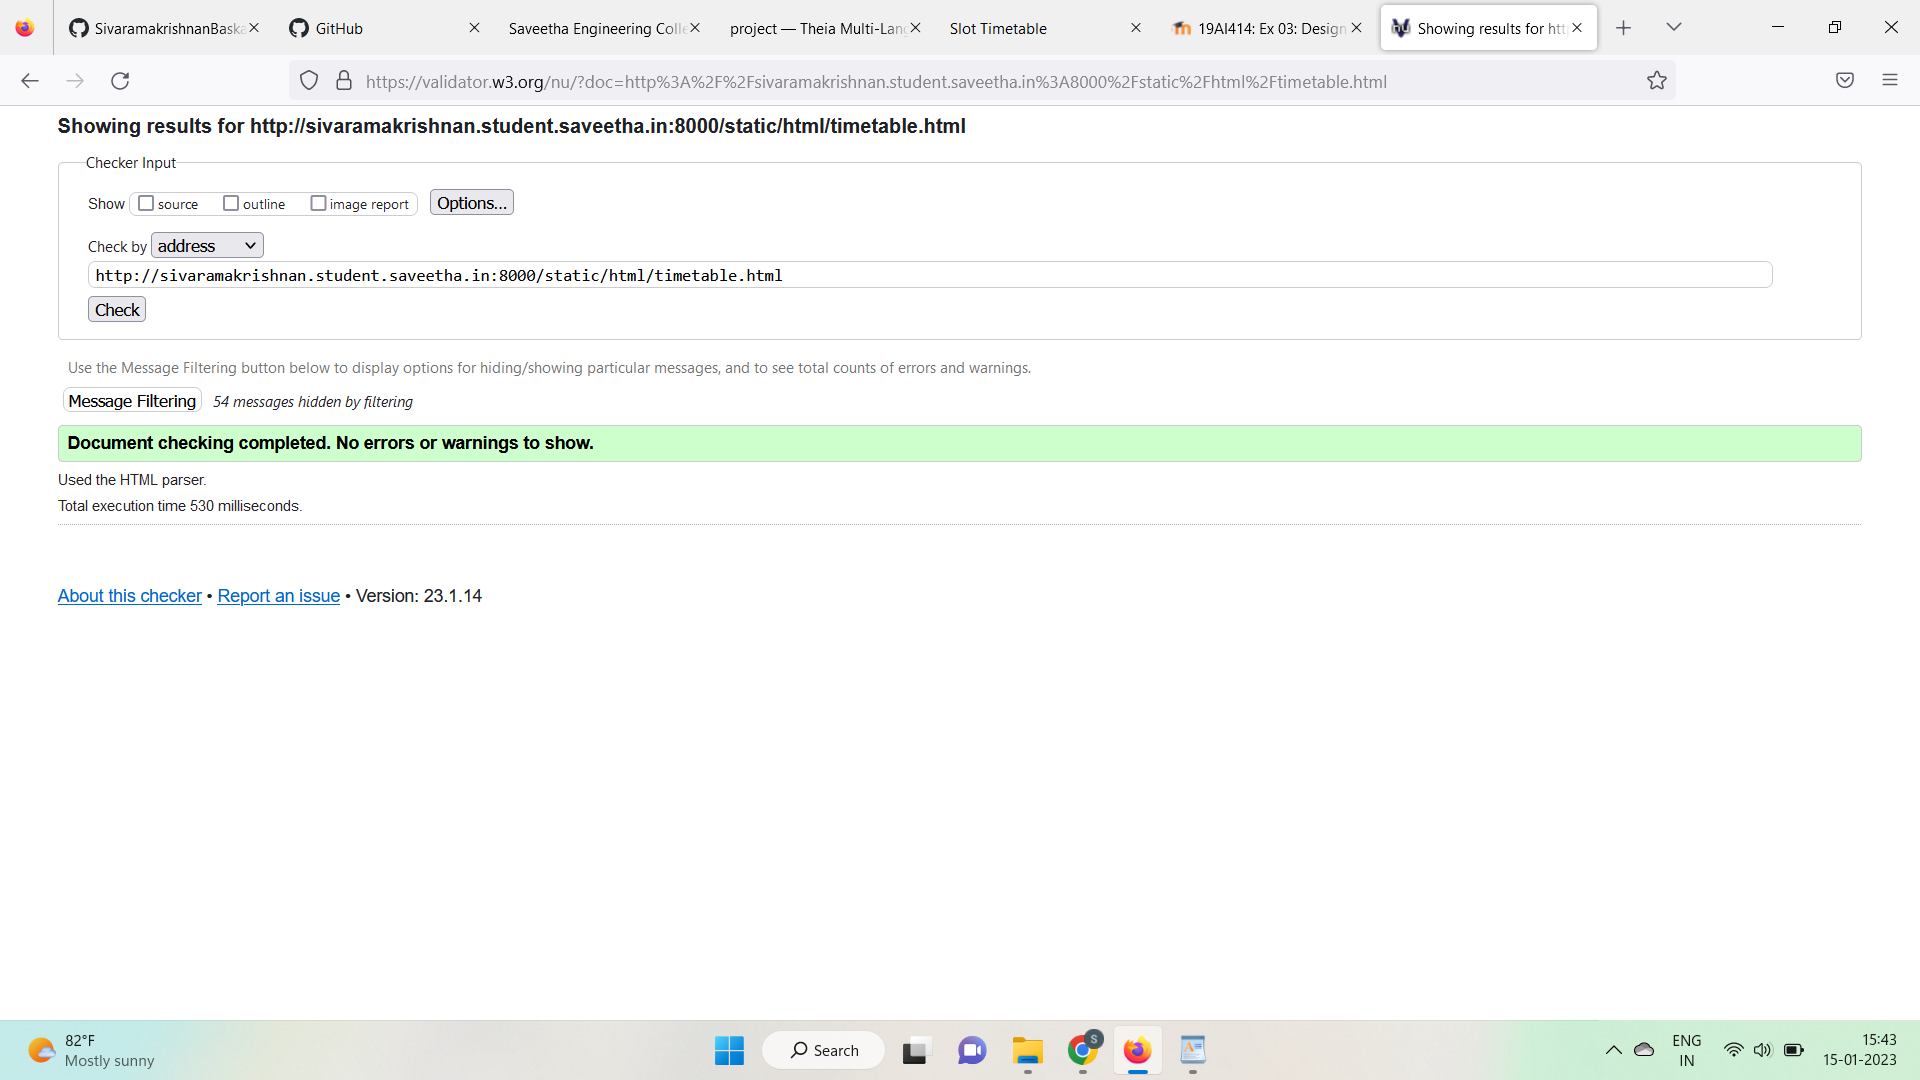 SivaramakrishnanBaska
GitHub
Saveetha Engineering Colle
project — Theia Multi-Lang
Slot Timetable
19AI414: Ex 03: Design
Showing results for htt
https://validator.w3.org/nu/?doc=http%3A%2F%2Fsivaramakrishnan.student.saveetha.in%3A8000%2Fstatic%2Fhtml%2Ftimetable.html
Showing results for http://sivaramakrishnan.student.saveetha.in:8000/static/html/timetable.html
Checker Input
Show source outline image report Options...
Check by address
http://sivaramakrishnan.student.saveetha.in:8000/static/html/timetable.html
Check
Use the Message Filtering button below to display options for hiding/showing particular messages, and to see total counts of errors and warnings.
Message Filtering 54 messages hidden by filtering
Document checking completed. No errors or warnings to show.
Used the HTML parser.
Total execution time 530 milliseconds.
About this checker • Report an issue • Version: 23.1.14
82°F
Mostly sunny
Search
S
ENG
IN
15:43
15-01-2023